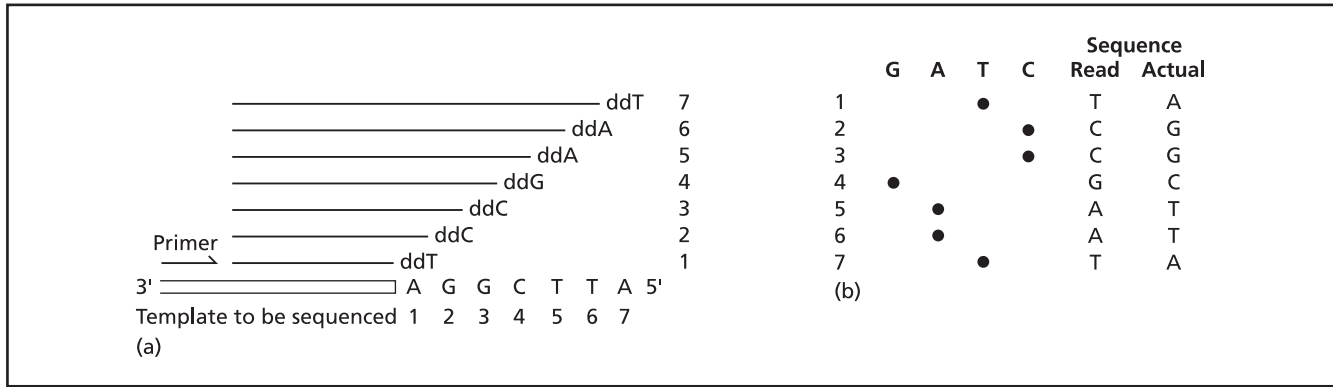 ddT 7
ddA 6
ddA 5
ddG 4
ddC 3
Primer ddC 2
ddT 1
3' A G G C T T A 5'
Template to be sequenced 1 2 3 4 5 6 7
(a)
Sequence
G A T C Read Actual
1 ● T A
2 ● C G
3 ● C G
4 ● G C
5 ● A T
6 ● A T
7 ● T A
(b)